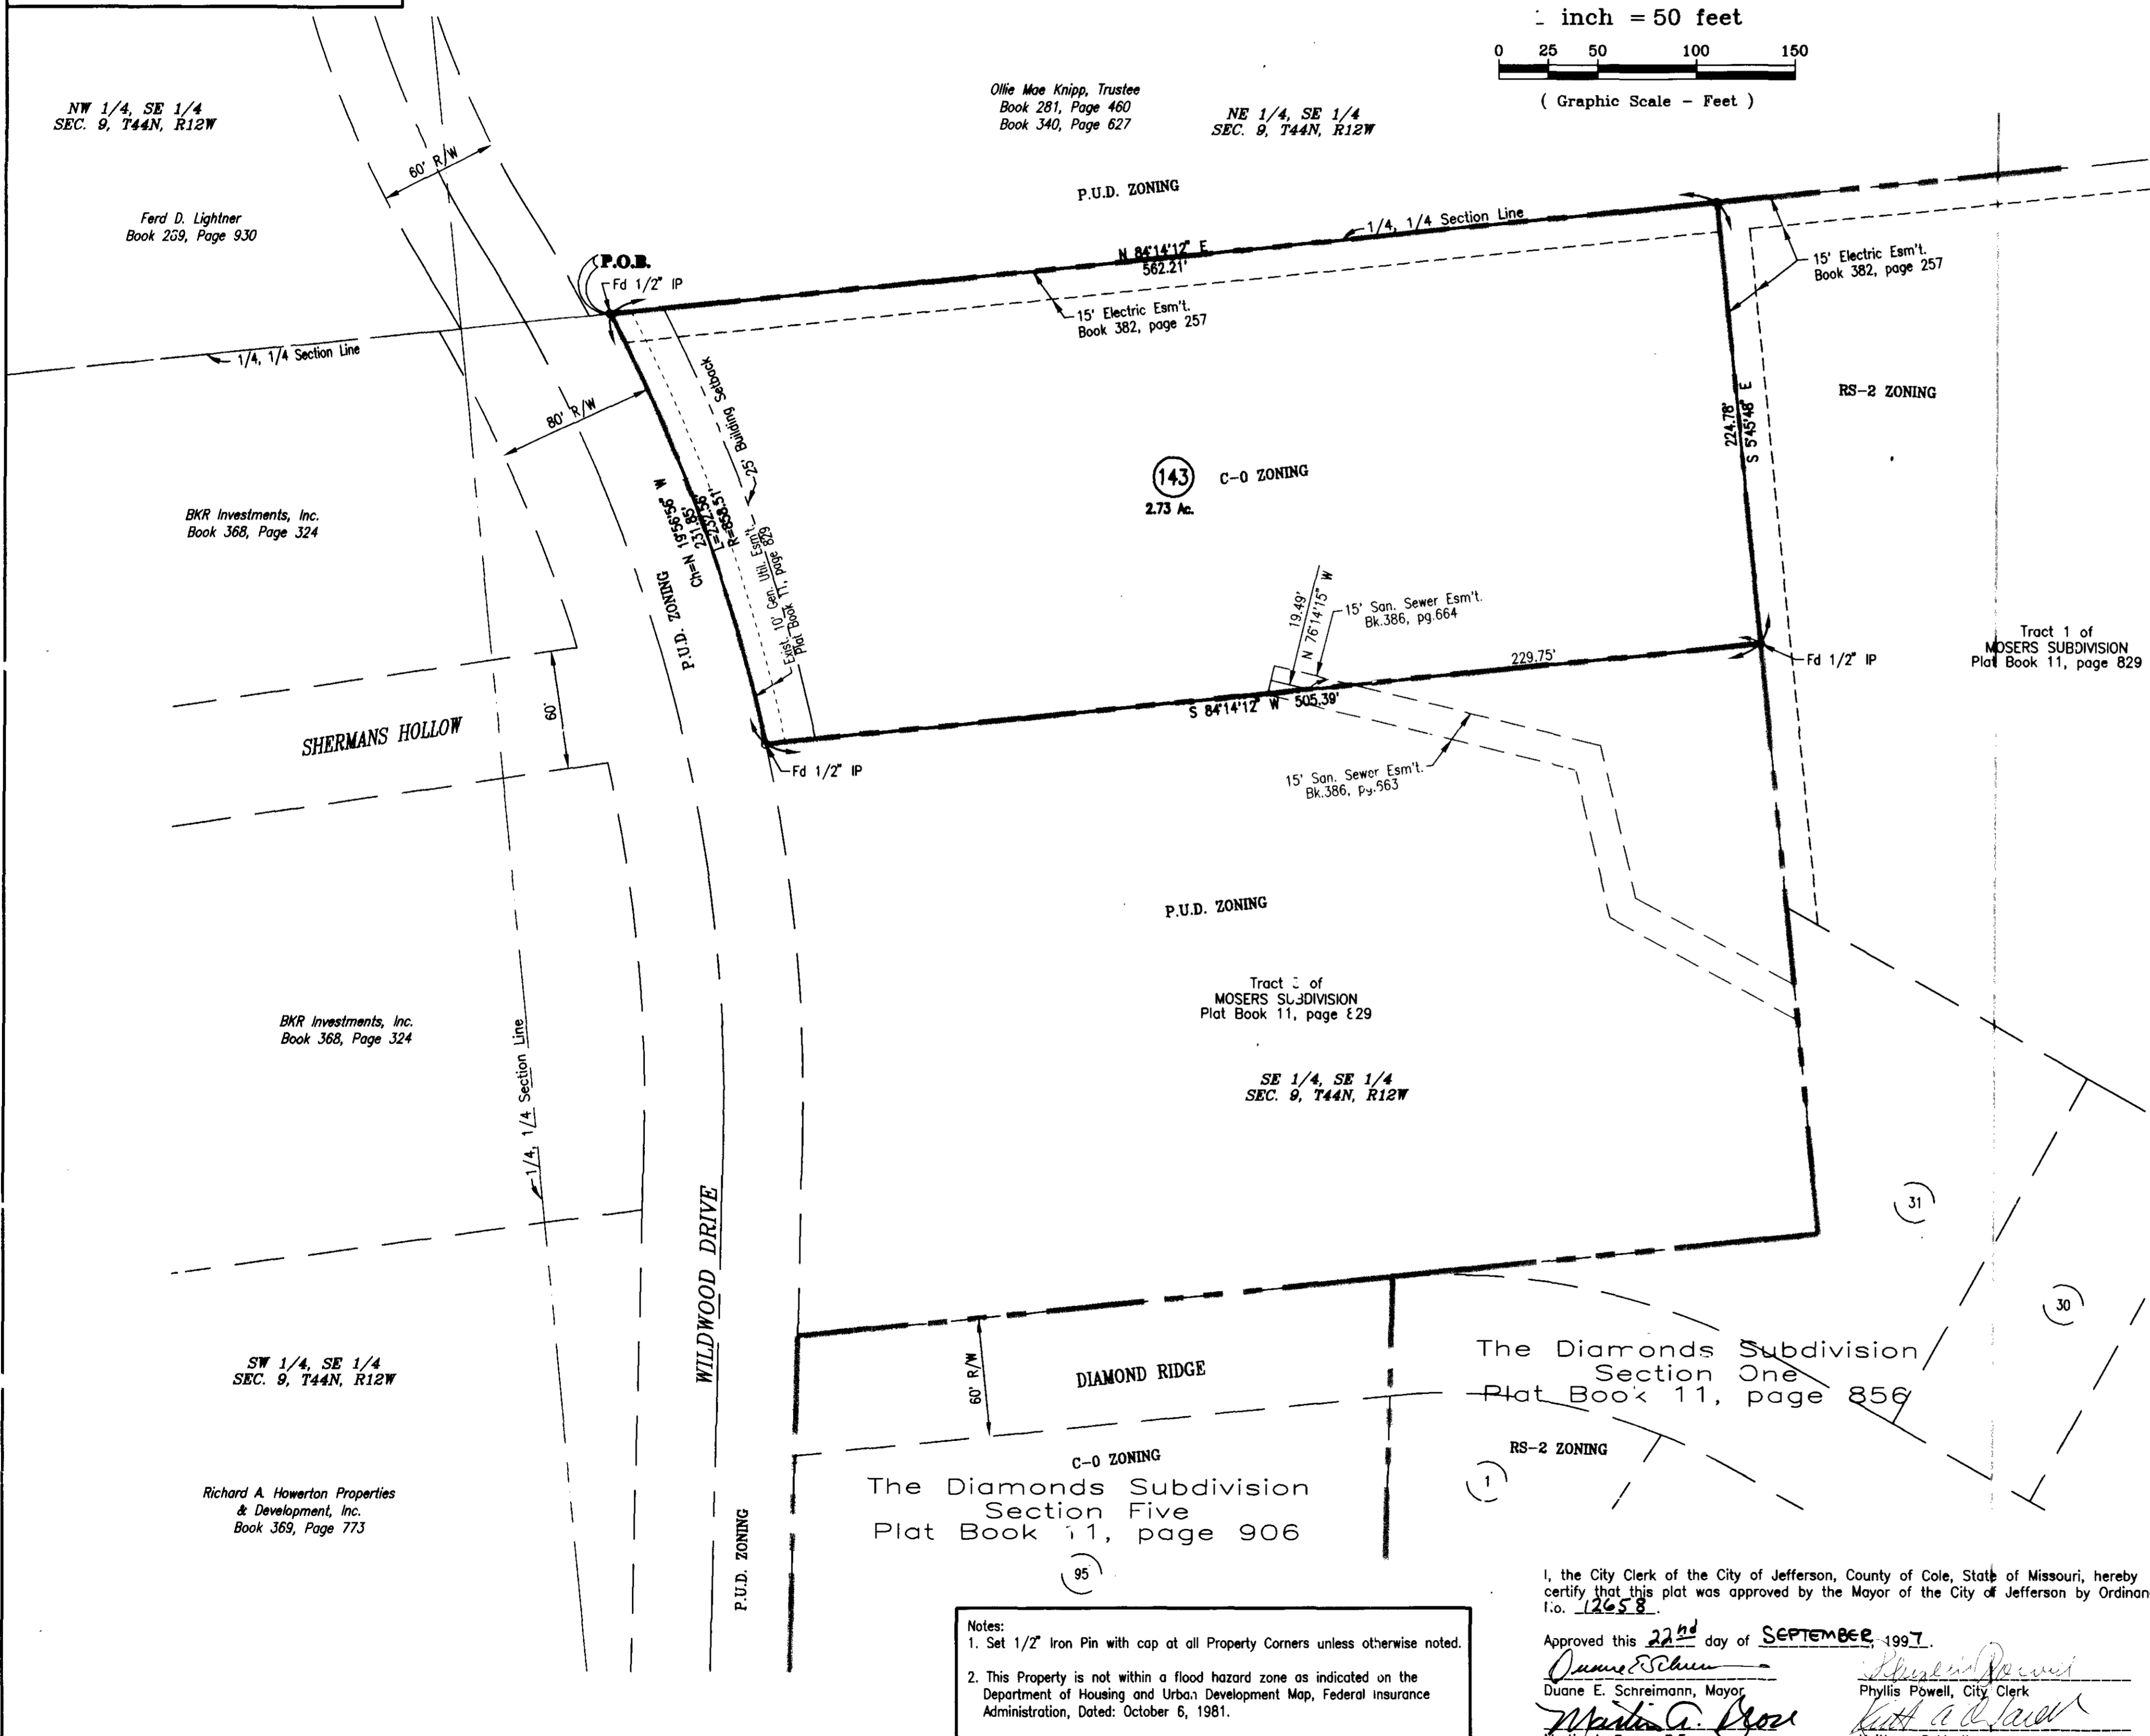 inch = 50 feet
0 25 50 100 150
( Graphic Scale - Feet )
NW 1/4, SE 1/4
SEC. 9, T44N, R12W
Ollie Mae Knipp, Trustee
Book 281, Page 460
Book 340, Page 627
NE 1/4, SE 1/4
SEC. 9, T44N, R12W
60' R/W
P.U.D. ZONING
Ferd D. Lightner
Book 269, Page 930
1/4, 1/4 Section Line
N 84°14'12" E
562.21'
P.O.B.
Fd 1/2" IP
15' Electric Esm't.
Book 382, page 257
15' Electric Esm't.
Book 382, page 257
1/4, 1/4 Section Line
80' R/W
25' Building Setback
224.78'
S 5°45'48" E
RS-2 ZONING
143
C-O ZONING
2.73 Ac.
BKR Investments, Inc.
Book 368, Page 324
P.U.D. ZONING
Ch=N 19°56'56" W
231.85'
L=232.56'
R=858.51'
Exist. 10' Gen. Util. Esm't.
Plat Book 11, page 829
19.49'
N 76°14'15" W
15' San. Sewer Esm't.
Bk.386, pg.664
229.75'
Fd 1/2" IP
Tract 1 of
MOSERS SUBDIVISION
Plat Book 11, page 829
S 84°14'12" W 505.39'
SHERMANS HOLLOW
60'
Fd 1/2" IP
15' San. Sewer Esm't.
Bk.386, pg.563
P.U.D. ZONING
Tract of
MOSERS SUBDIVISION
Plat Book 11, page 829
BKR Investments, Inc.
Book 368, Page 324
1/4, 1/4 Section Line
SE 1/4, SE 1/4
SEC. 9, T44N, R12W
31
30
WILDWOOD DRIVE
SW 1/4, SE 1/4
SEC. 9, T44N, R12W
60' R/W
DIAMOND RIDGE
The Diamonds Subdivision
Section One
Plat Book 11, page 856
C-O ZONING
RS-2 ZONING
1
The Diamonds Subdivision
Section Five
Plat Book 11, page 906
95
Richard A. Howerton Properties
& Development, Inc.
Book 369, Page 773
P.U.D. ZONING
Notes:
1. Set 1/2" Iron Pin with cap at all Property Corners unless otherwise noted.
2. This Property is not within a flood hazard zone as indicated on the
Department of Housing and Urban Development Map, Federal Insurance
Administration, Dated: October 6, 1981.
I, the City Clerk of the City of Jefferson, County of Cole, State of Missouri, hereby
certify that this plat was approved by the Mayor of the City of Jefferson by Ordinan
No. 12658.
Approved this 22nd day of SEPTEMBER, 1997.
Duane E. Schreimann, Mayor
Phyllis Powell, City Clerk